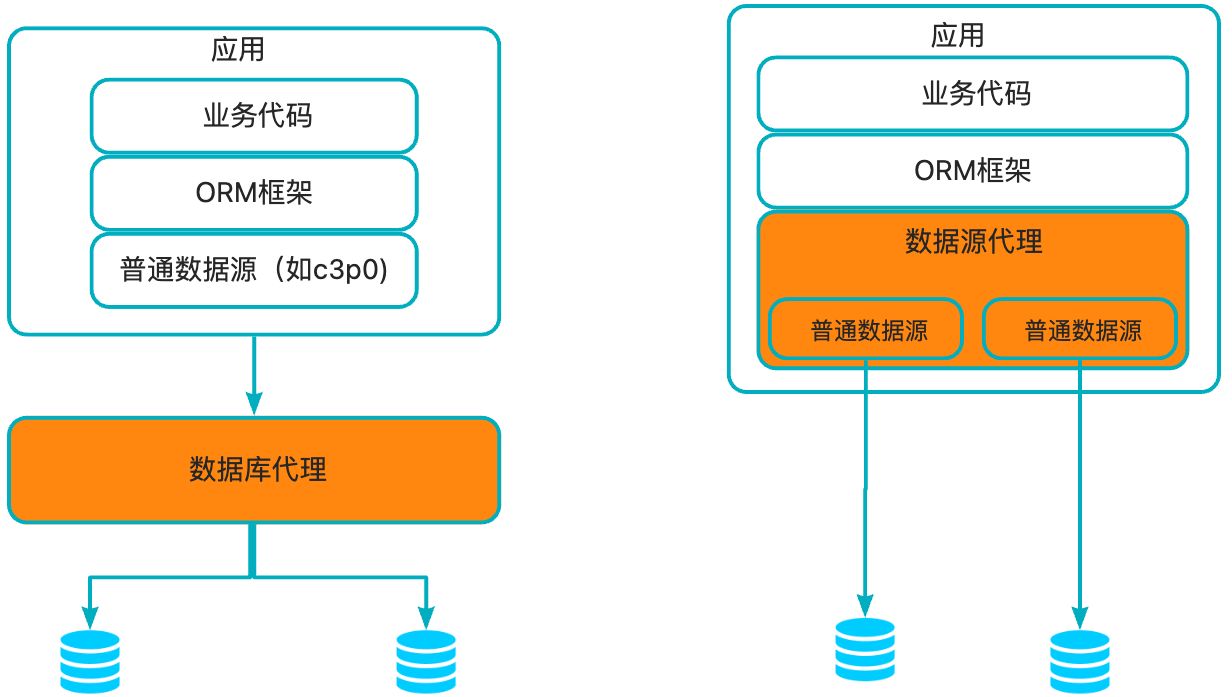 应用
业务代码
ORM框架
普通数据源（如c3p0)
数据库代理
应用
业务代码
ORM框架
数据源代理
普通数据源
普通数据源